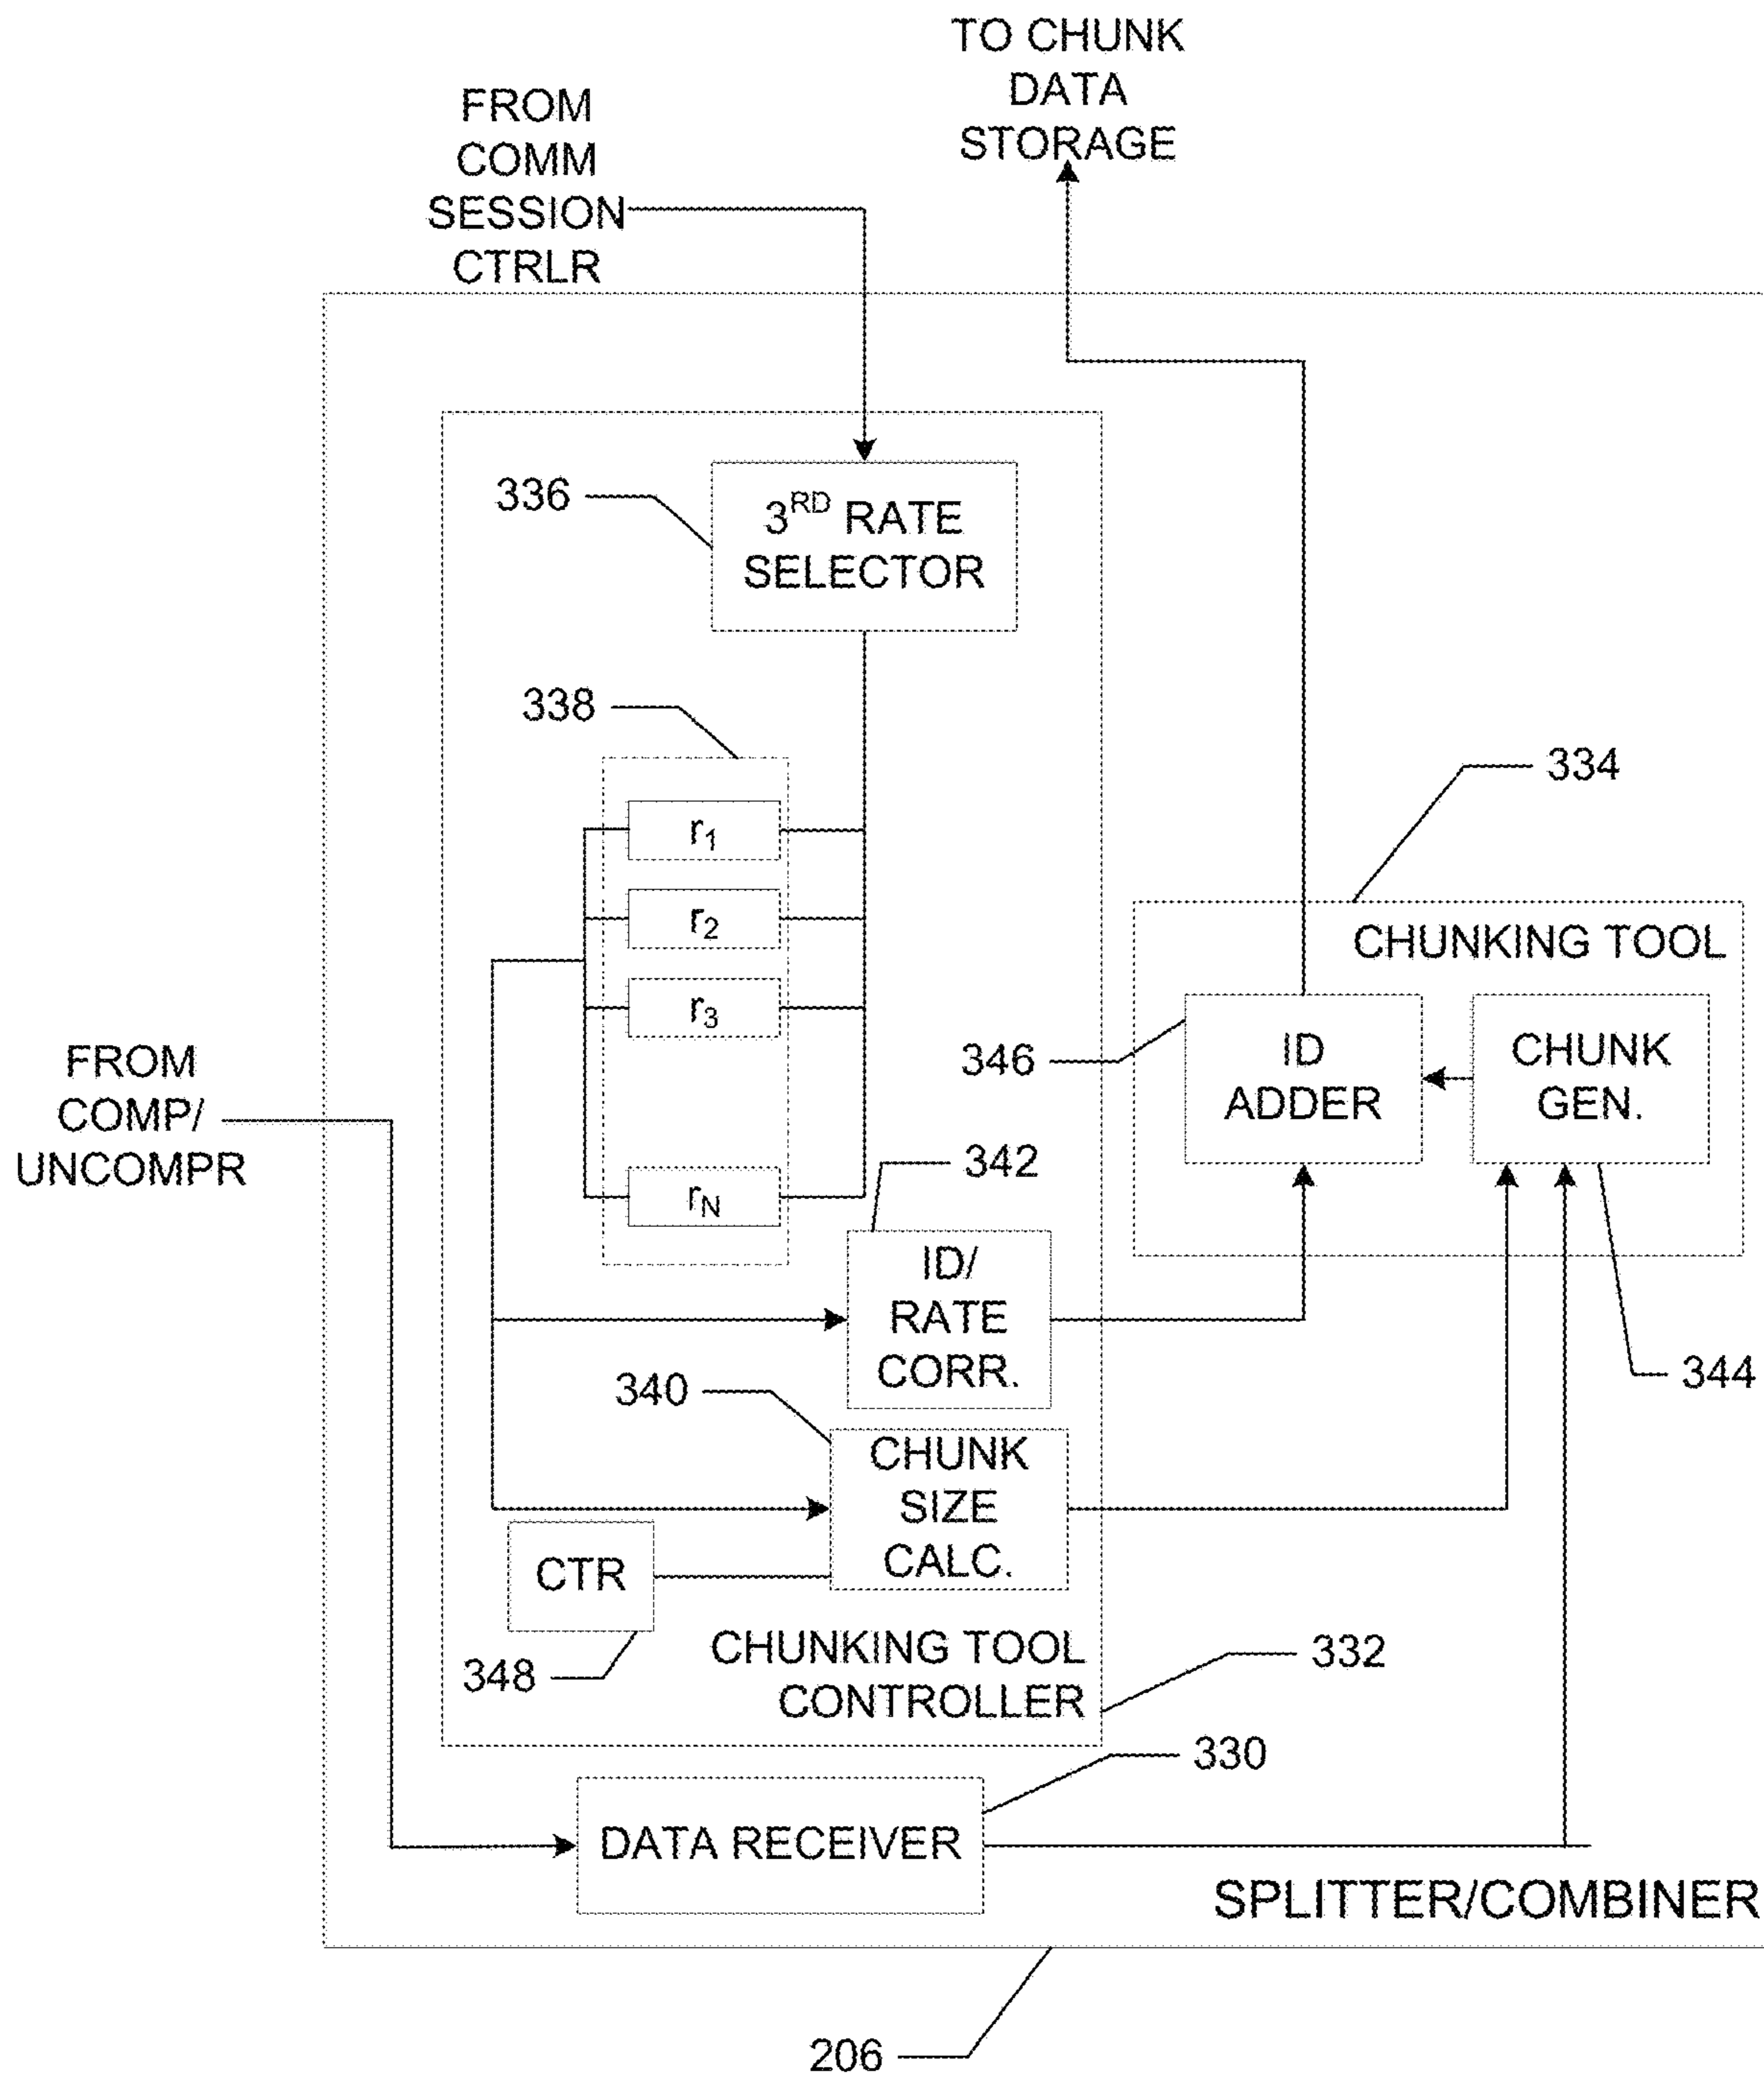 TO CHUNK
DATA
STORAGE
FROM
COMM
SESSION
CTRLR
336
3RD RATE
SELECTOR
338
r1
r2
r3
rN
334
CHUNKING TOOL
346
ID
ADDER
CHUNK
GEN.
FROM
COMP/
UNCOMPR
342
ID/
RATE
CORR.
344
340
CHUNK
SIZE
CALC.
CTR
348
CHUNKING TOOL
CONTROLLER
332
330
DATA RECEIVER
SPLITTER/COMBINER
206